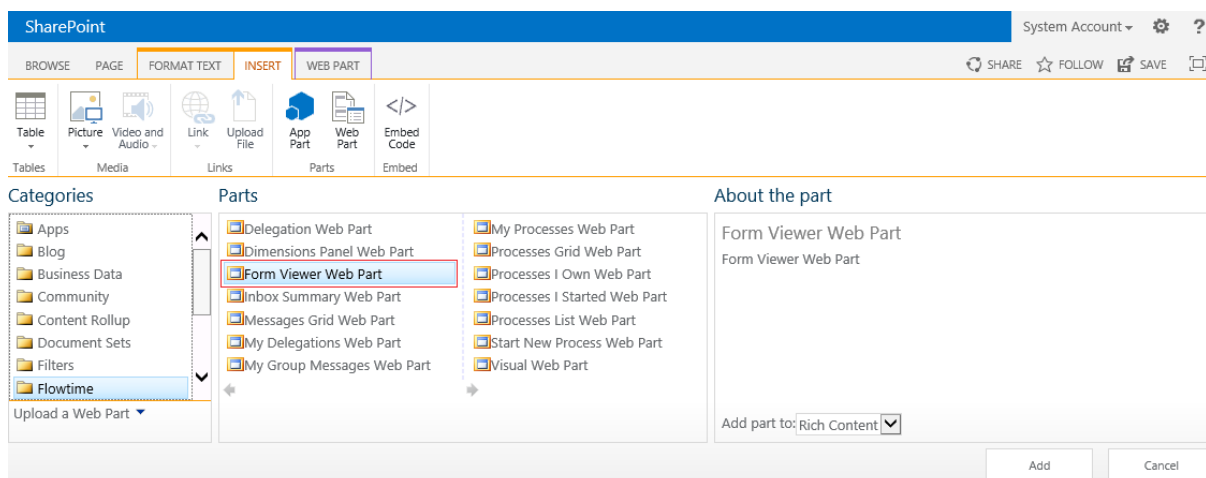 SharePoint
System Account
?
BROWSE
PAGE
FORMAT TEXT
INSERT
WEB PART
SHARE
FOLLOW
SAVE
Table
Picture
Video and
Audio
Link
Upload
File
App
Part
Web
Part
</>
Embed
Code
Tables
Media
Links
Parts
Embed
Categories
Apps
Blog
Business Data
Community
Content Rollup
Document Sets
Filters
Flowtime
Upload a Web Part
Parts
Delegation Web Part
Dimensions Panel Web Part
Form Viewer Web Part
Inbox Summary Web Part
Messages Grid Web Part
My Delegations Web Part
My Group Messages Web Part
My Processes Web Part
Processes Grid Web Part
Processes I Own Web Part
Processes I Started Web Part
Processes List Web Part
Start New Process Web Part
Visual Web Part
About the part
Form Viewer Web Part
Form Viewer Web Part
Add part to: Rich Content
Add
Cancel